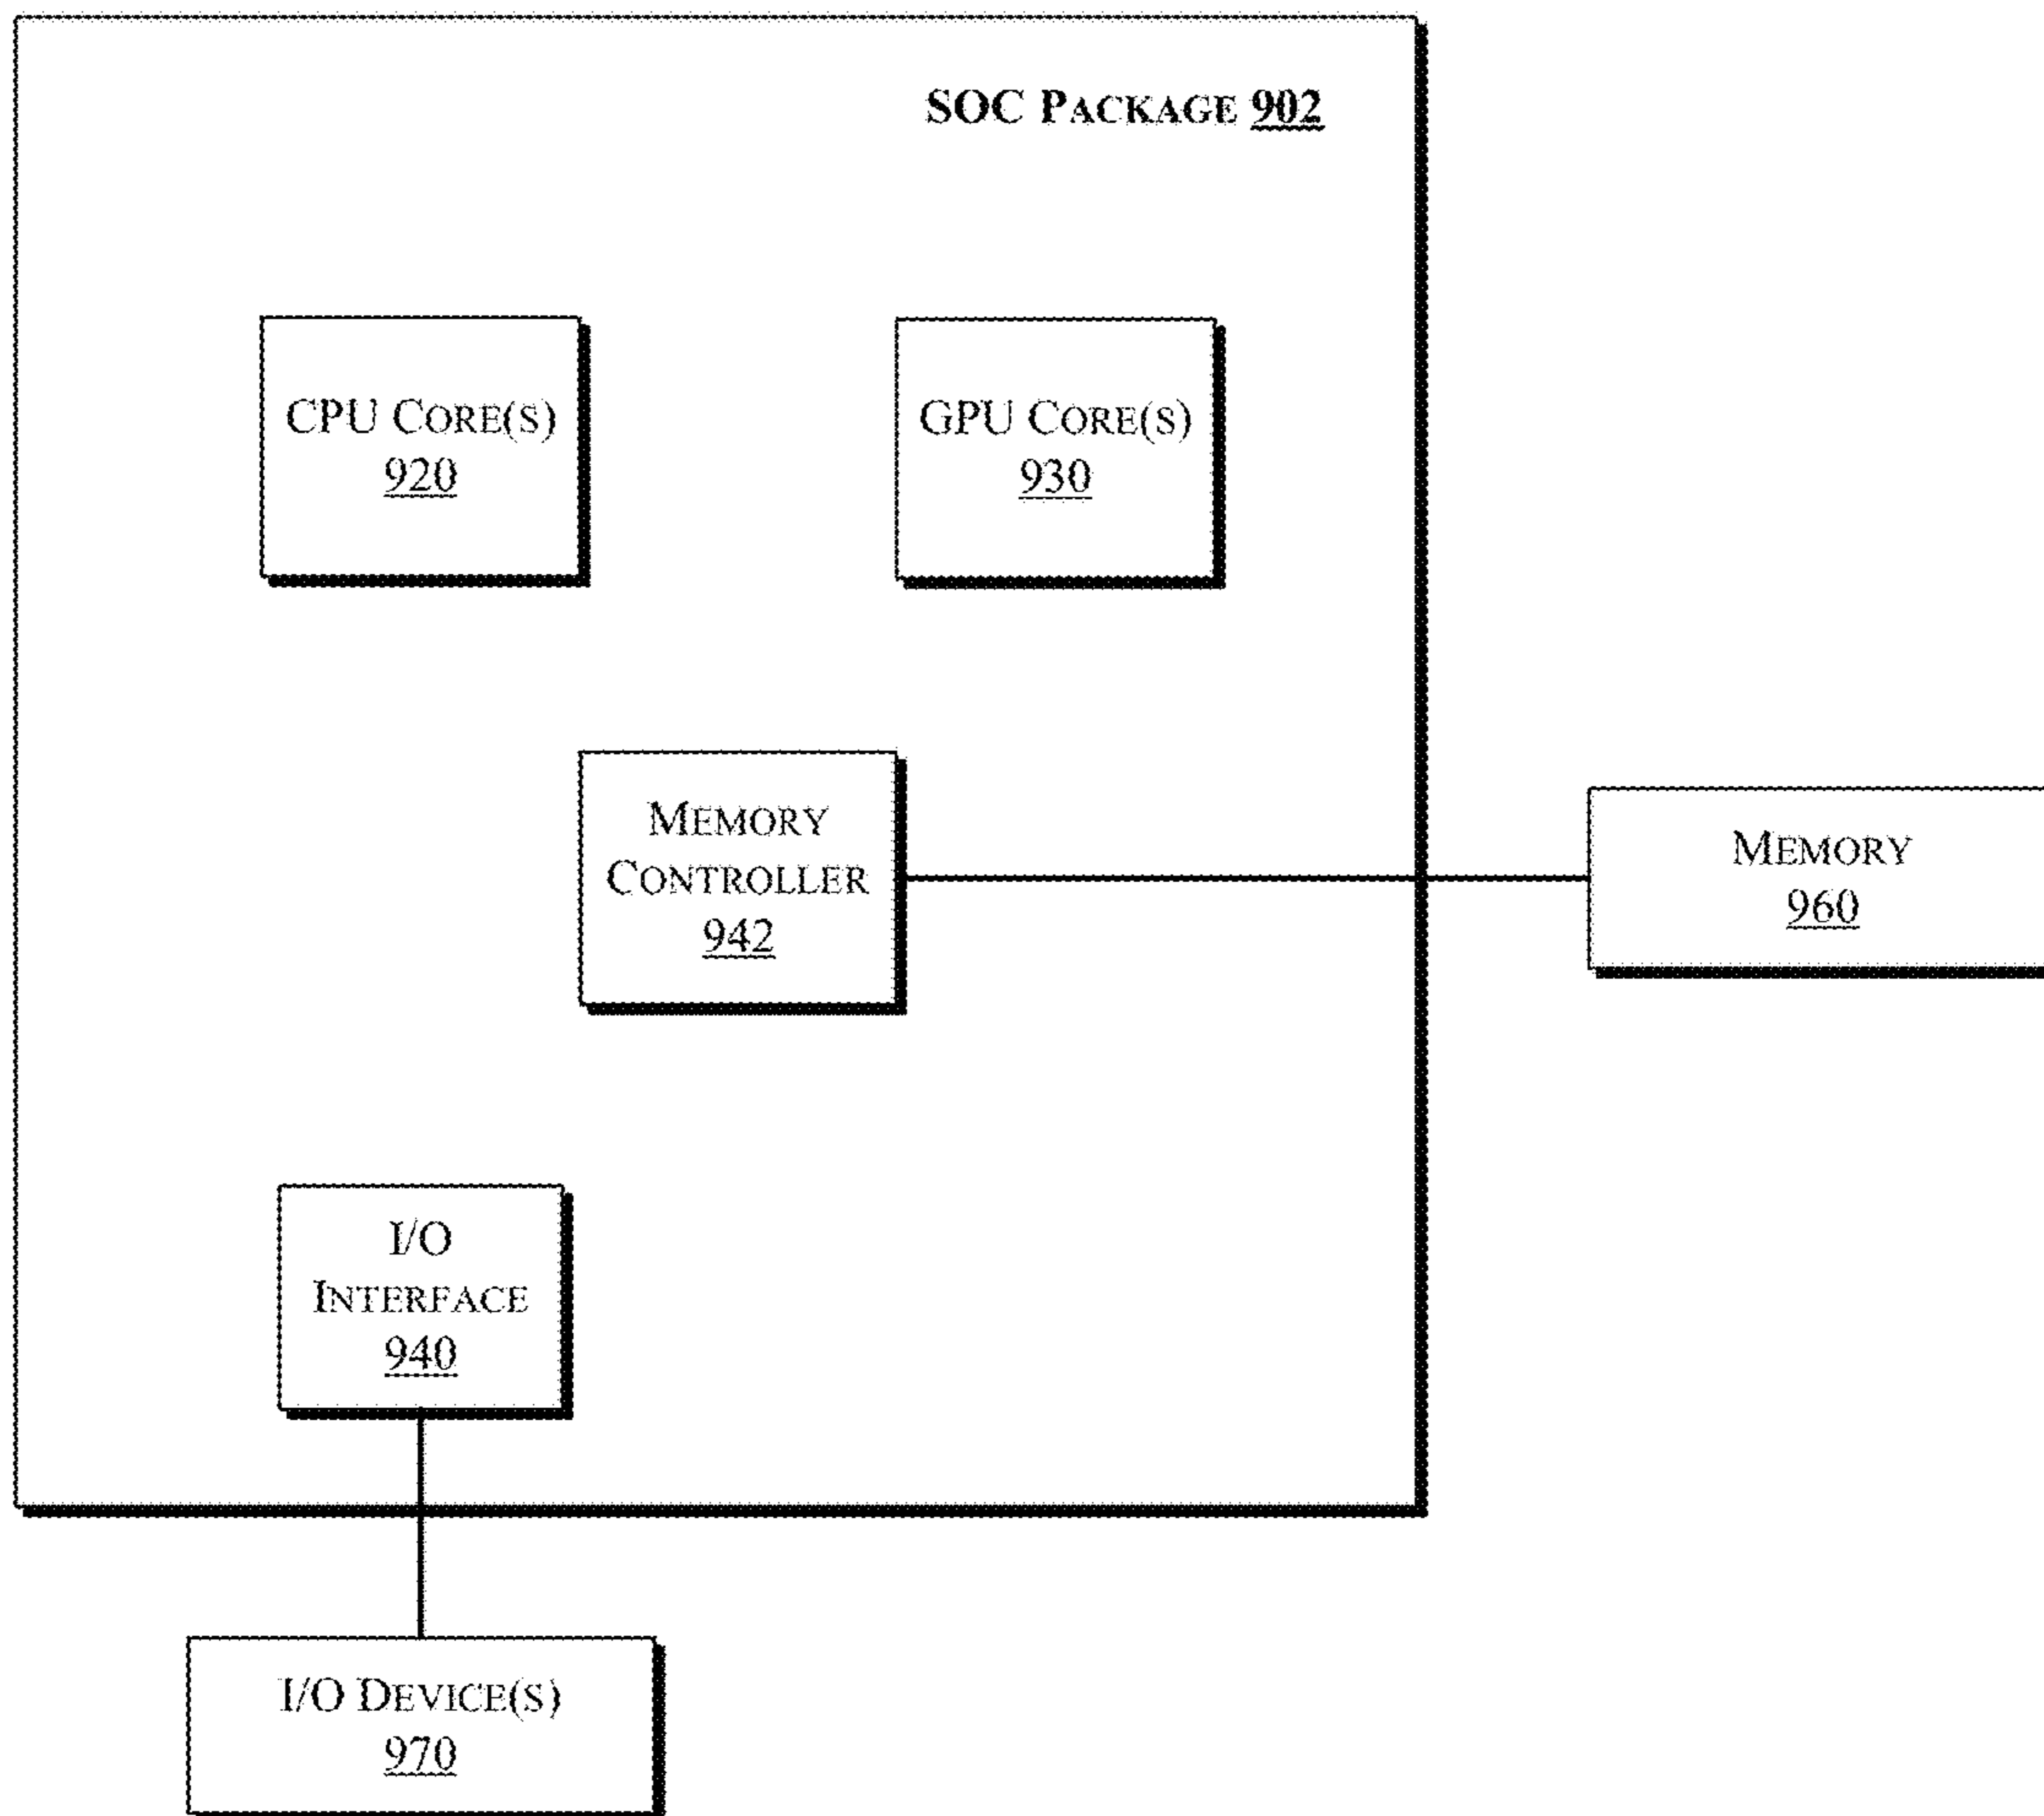 SOC PACKAGE 902
CPU CORE(S)
920
GPU CORE(S)
930
MEMORY
CONTROLLER
942
MEMORY
960
I/O
INTERFACE
940
I/O DEVICE(S)
970